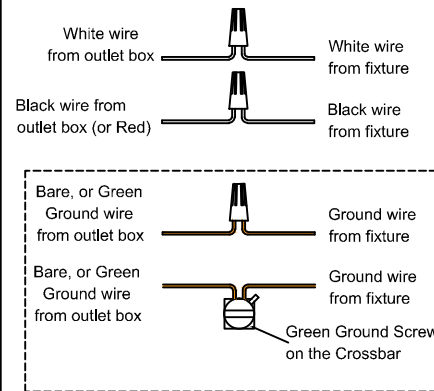 White wire
from outlet box
White wire
from fixture
Black wire from
outlet box (or Red)
Black wire
from fixture
Bare, or Green
Ground wire
from outlet box
Ground wire
from fixture
Bare, or Green
Ground wire
from outlet box
Ground wire
from fixture
Green Ground Screw
on the Crossbar